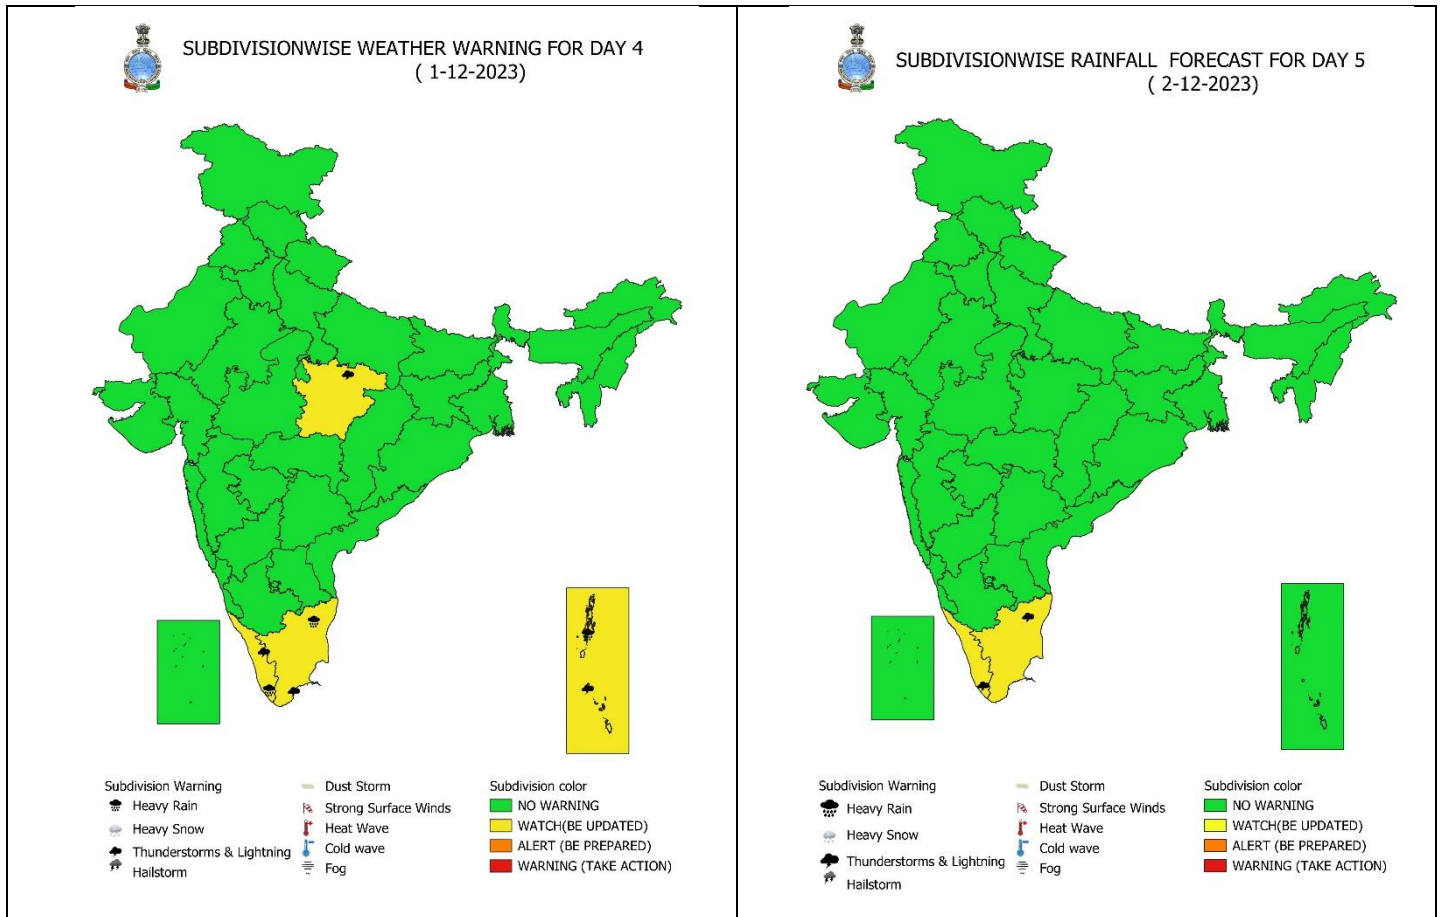 SUBDIVISIONWISE WEATHER WARNING FOR DAY 4
( 1-12-2023)
Subdivision Warning
Heavy Rain
Heavy Snow
Thunderstorms & Lightning
Hailstorm
Dust Storm
Strong Surface Winds
Heat Wave
Cold wave
Fog
Subdivision color
NO WARNING
WATCH(BE UPDATED)
ALERT (BE PREPARED)
WARNING (TAKE ACTION)
SUBDIVISIONWISE RAINFALL FORECAST FOR DAY 5
( 2-12-2023)
Subdivision Warning
Heavy Rain
Heavy Snow
Thunderstorms & Lightning
Hailstorm
Dust Storm
Strong Surface Winds
Heat Wave
Cold wave
Fog
Subdivision color
NO WARNING
WATCH(BE UPDATED)
ALERT (BE PREPARED)
WARNING (TAKE ACTION)